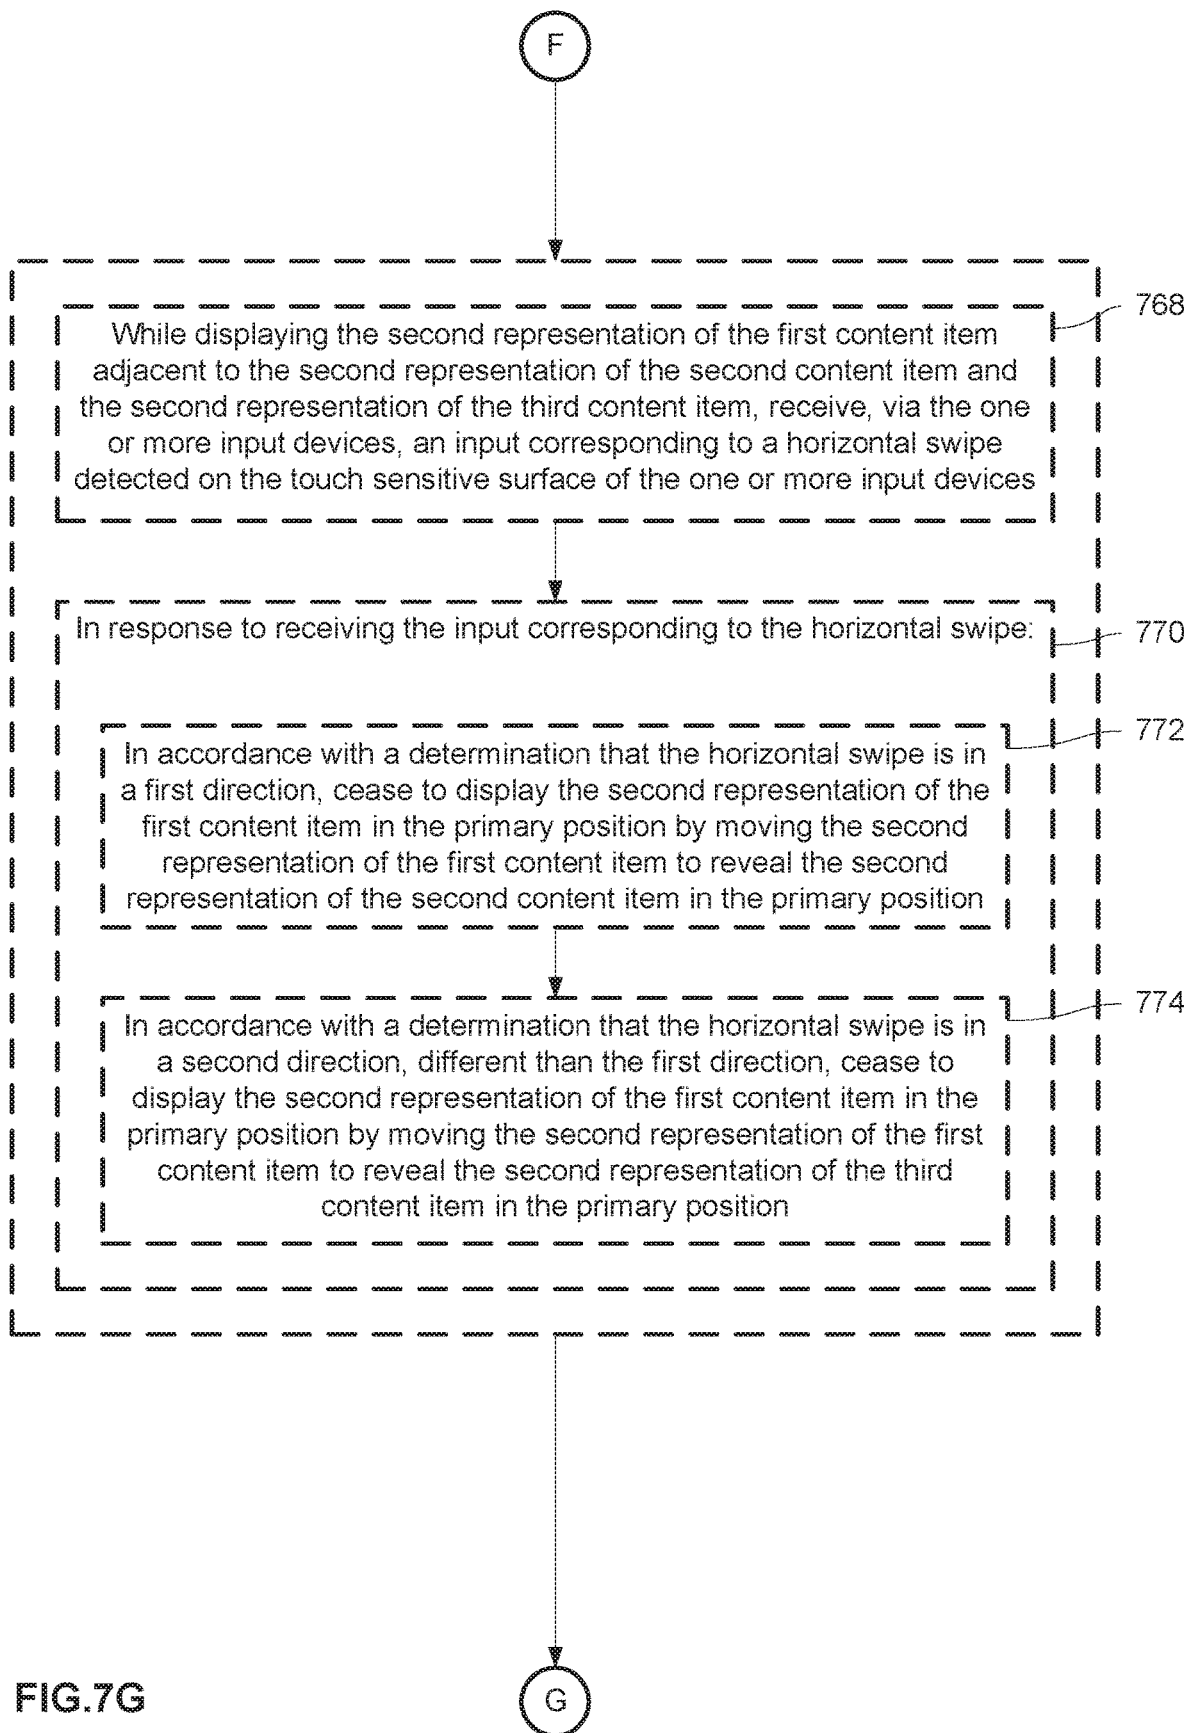 F
While displaying the second representation of the first content item
adjacent to the second representation of the second content item and
the second representation of the third content item, receive, via the one
or more input devices, an input corresponding to a horizontal swipe
detected on the touch sensitive surface of the one or more input devices
768
In response to receiving the input corresponding to the horizontal swipe:
770
In accordance with a determination that the horizontal swipe is in
a first direction, cease to display the second representation of the
first content item in the primary position by moving the second
representation of the first content item to reveal the second
representation of the second content item in the primary position
772
In accordance with a determination that the horizontal swipe is in
a second direction, different than the first direction, cease to
display the second representation of the first content item in the
primary position by moving the second representation of the first
content item to reveal the second representation of the third
content item in the primary position
774
FIG.7G
G